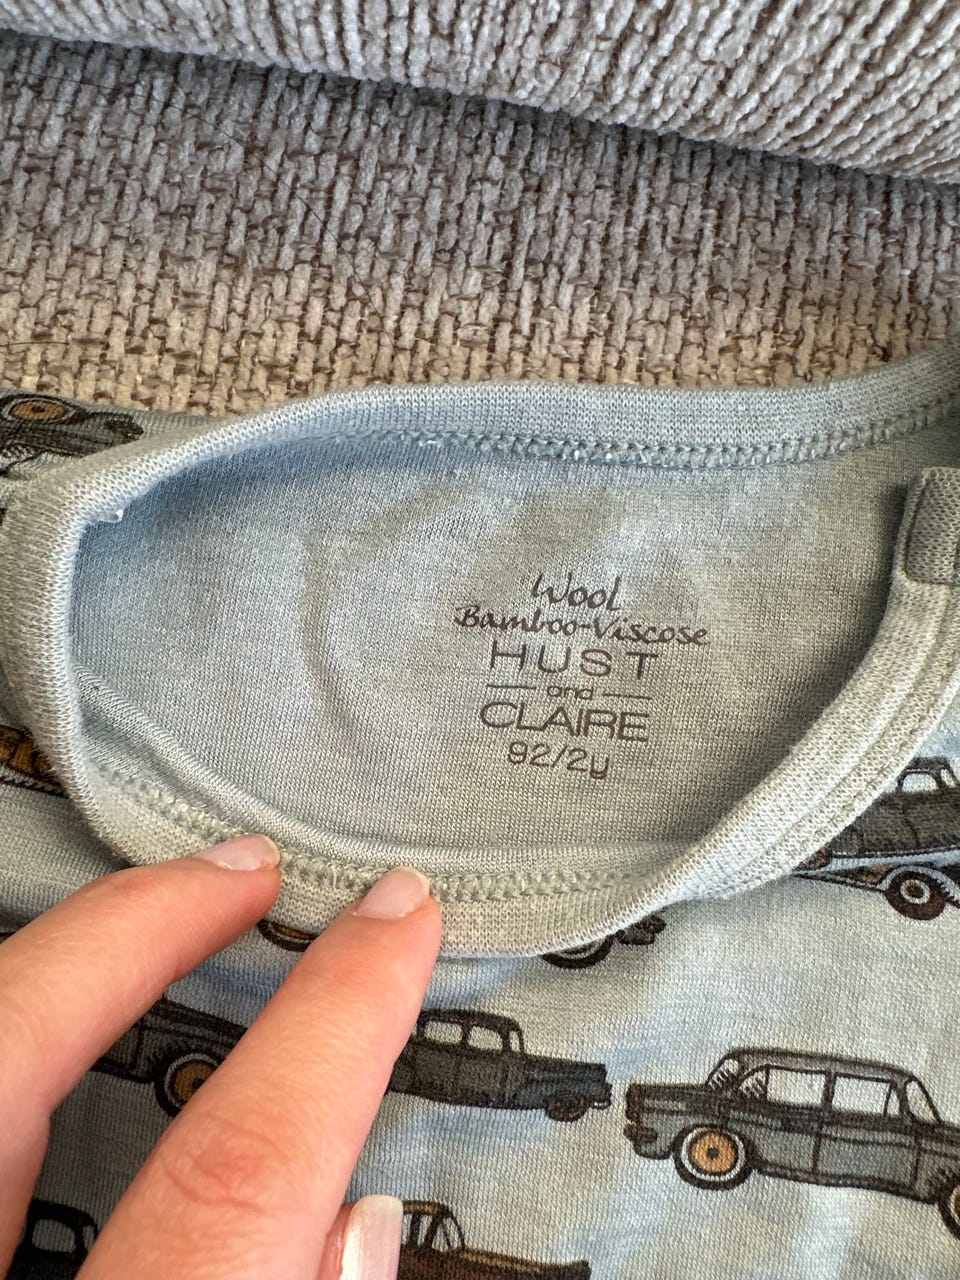 Wool
Bamboo-Viscose
HUST
and
CLAIRE
92/2y